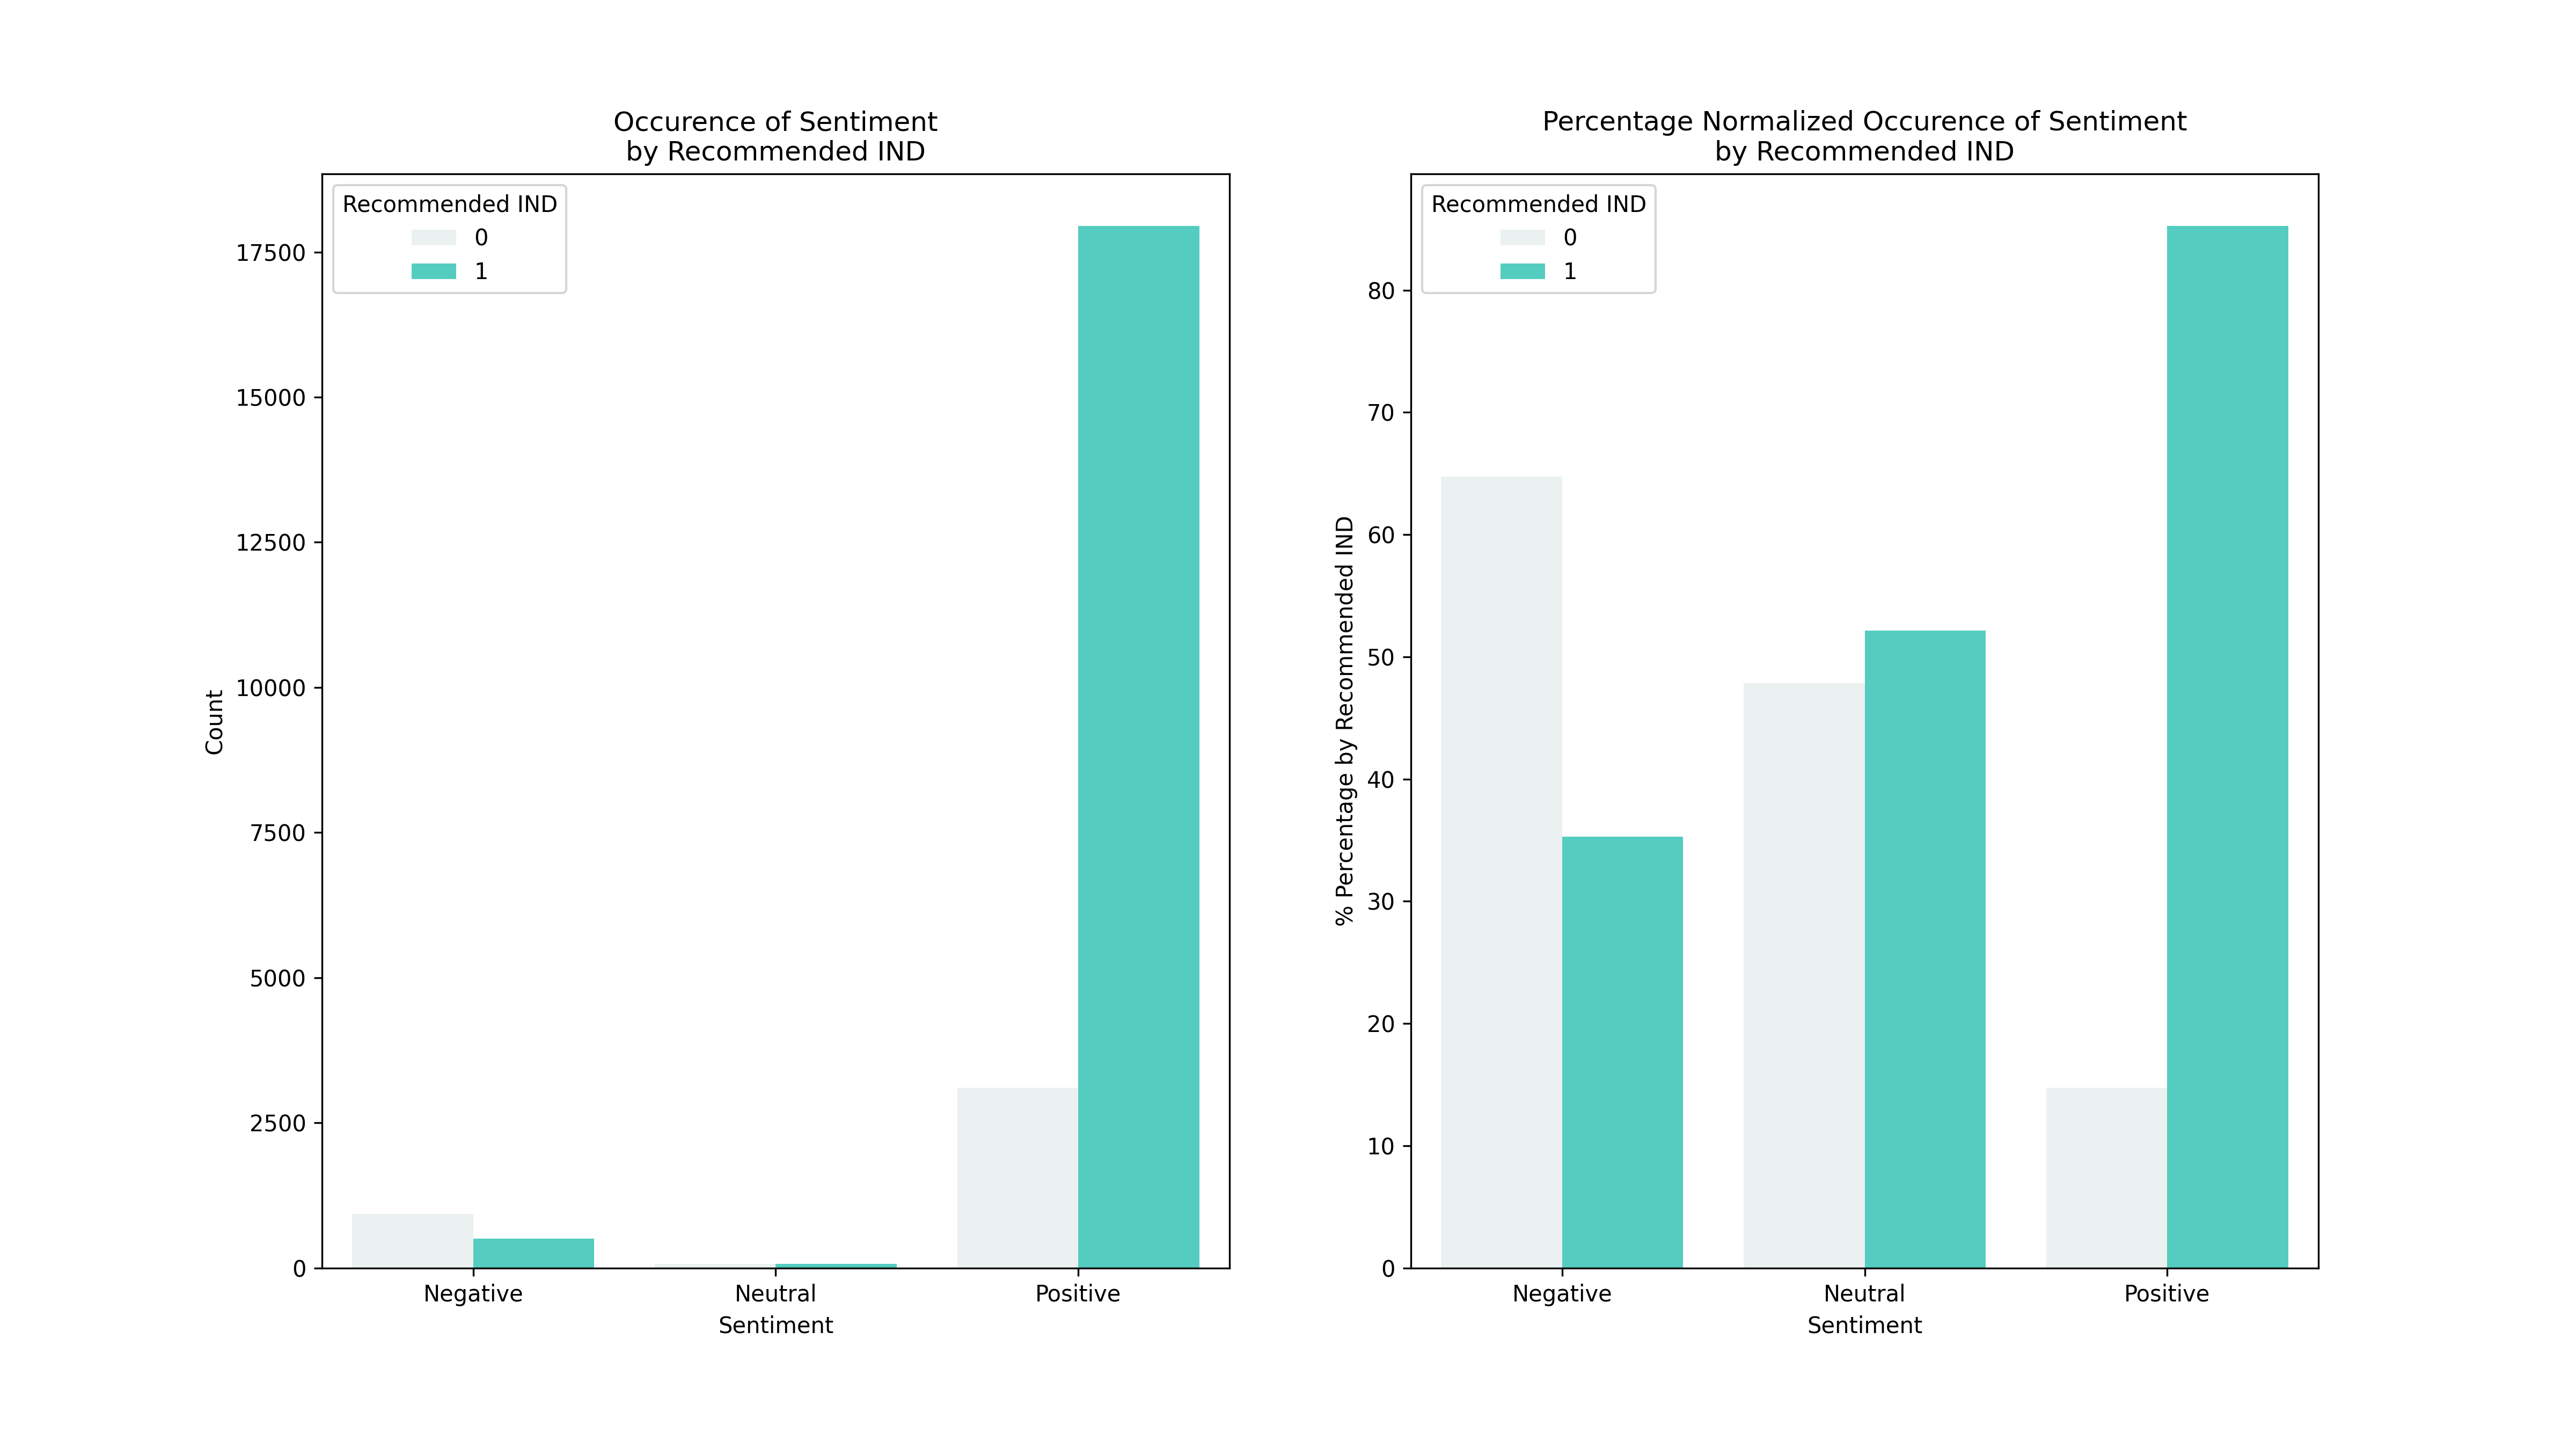 Occurence of Sentiment
by Recommended IND
Recommended IND
0
1
17500
15000
12500
10000
7500
5000
2500
0
Count
Negative
Neutral
Positive
Sentiment
Percentage Normalized Occurence of Sentiment
by Recommended IND
Recommended IND
0
1
80
70
60
50
40
30
20
10
0
% Percentage by Recommended IND
Negative
Neutral
Positive
Sentiment